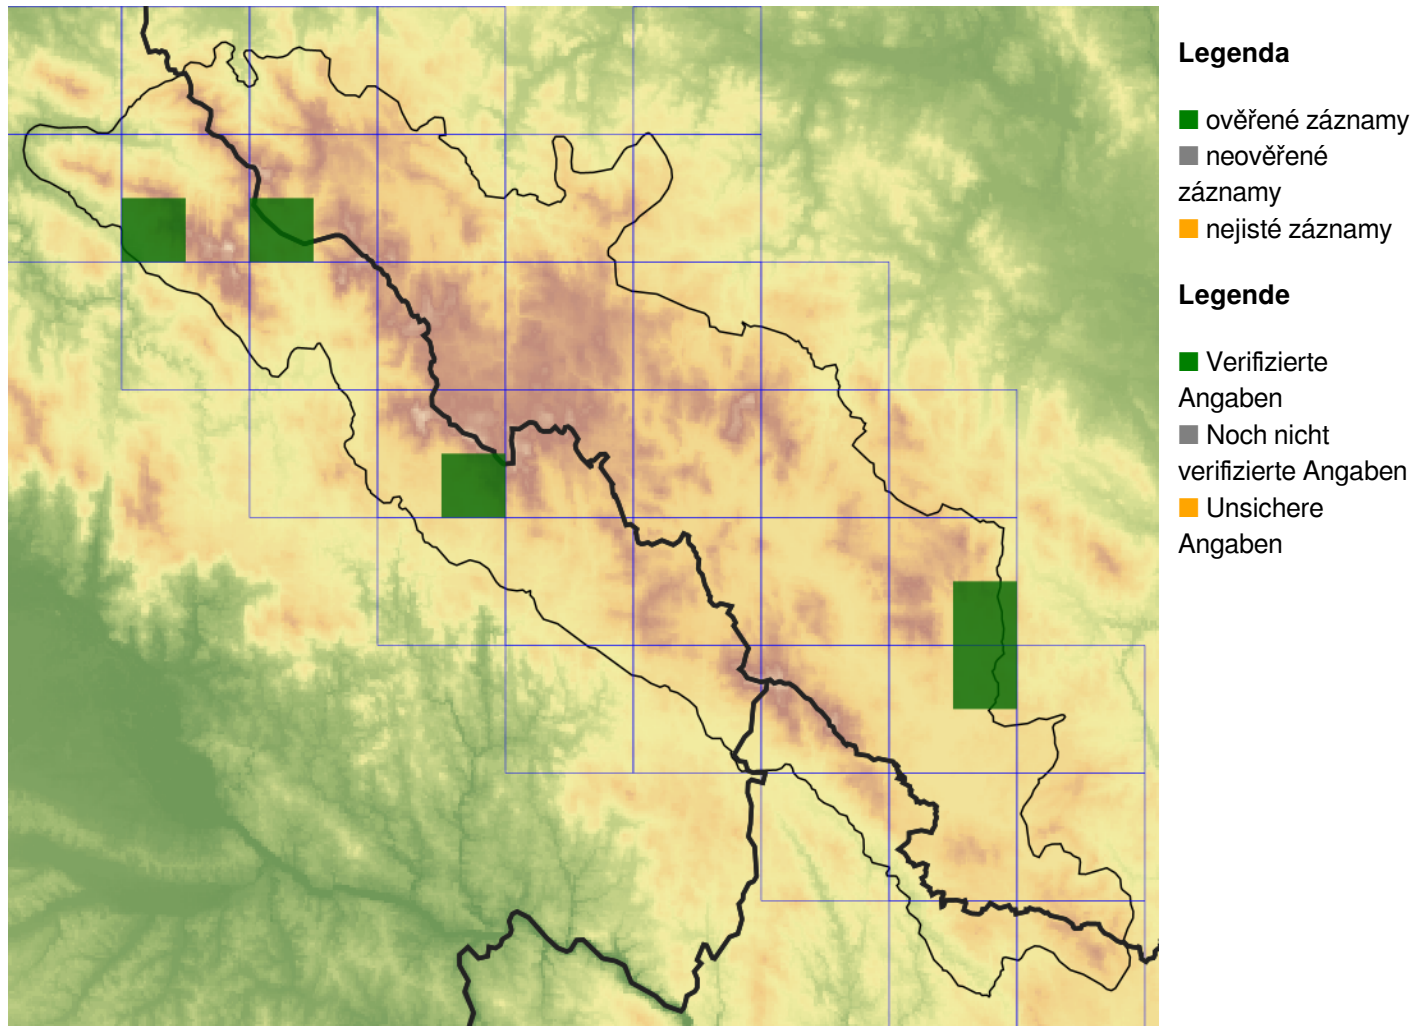 Legenda
ověřené záznamy
neověřené
záznamy
nejisté záznamy
Legende
Verifizierte
Angaben
Noch nicht
verifizierte Angaben
Unsichere
Angaben